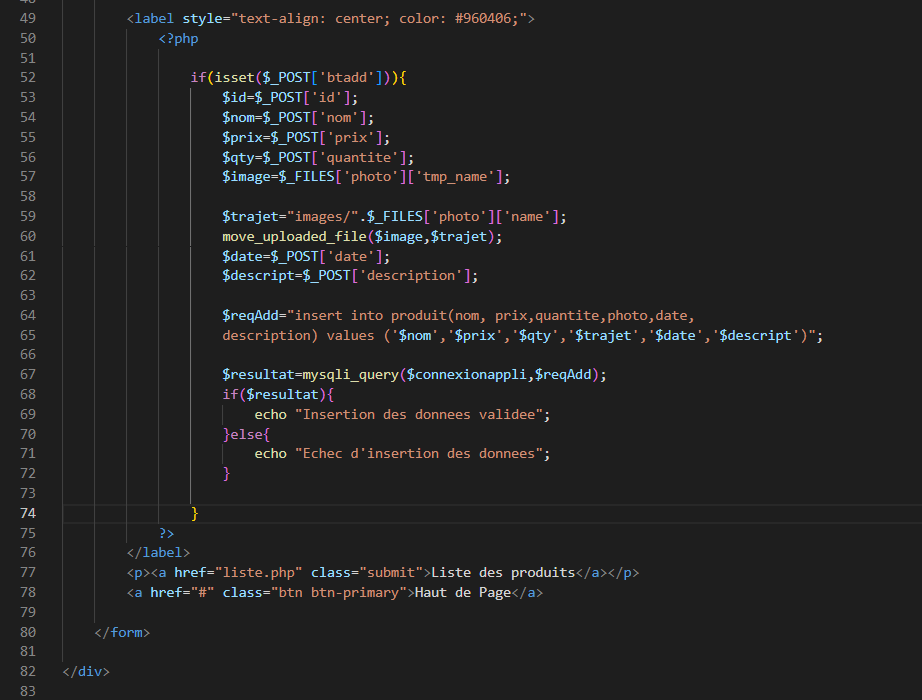 48
49 <label style="text-align: center; color: #960406;">
50 <?php
51
52 if(isset($_POST['btadd'])){
53 $id=$_POST['id'];
54 $nom=$_POST['nom'];
55 $prix=$_POST['prix'];
56 $qty=$_POST['quantite'];
57 $image=$_FILES['photo']['tmp_name'];
58
59 $trajet="images/".$_FILES['photo']['name'];
60 move_uploaded_file($image,$trajet);
61 $date=$_POST['date'];
62 $descript=$_POST['description'];
63
64 $reqAdd="insert into produit(nom, prix,quantite,photo,date,
65 description) values ('$nom','$prix','$qty','$trajet','$date','$descript')";
66
67 $resultat=mysqli_query($connexionappli,$reqAdd);
68 if($resultat){
69 echo "Insertion des donnees validee";
70 }else{
71 echo "Echec d'insertion des donnees";
72 }
73
74 }
75 ?>
76 </label>
77 <p><a href="liste.php" class="submit">Liste des produits</a></p>
78 <a href="#" class="btn btn-primary">Haut de Page</a>
79
80 </form>
81
82 </div>
83